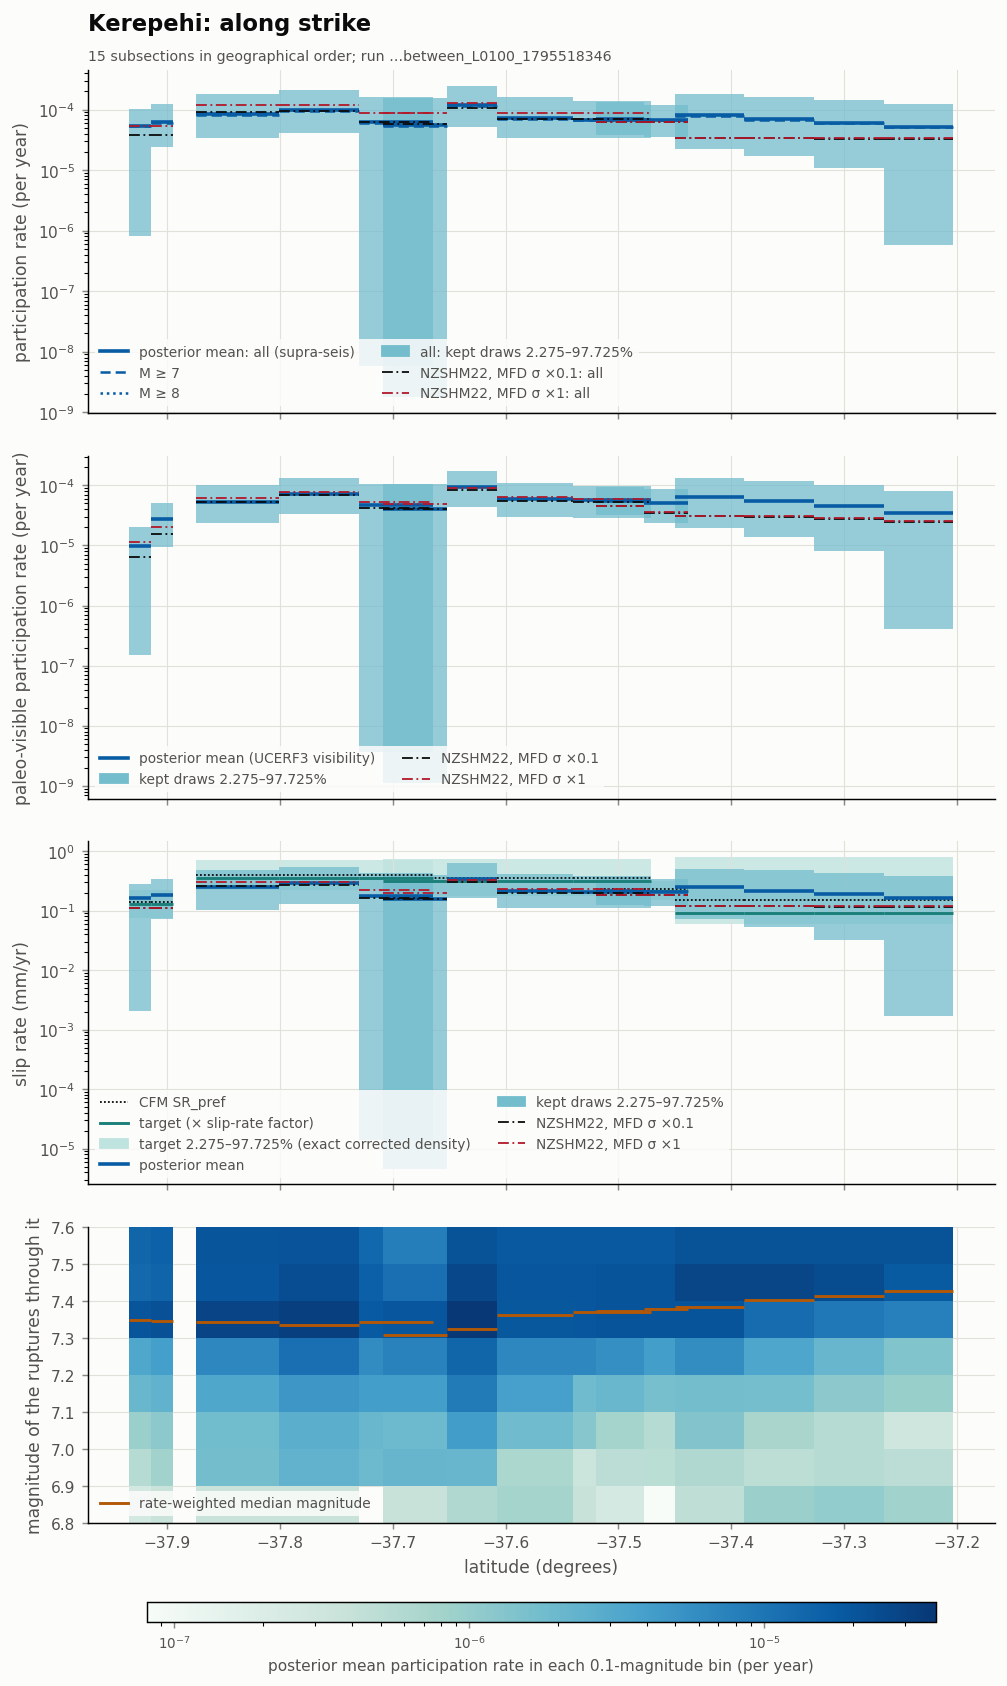 Kerepehi: along strike
15 subsections in geographical order; run ...between_L0100_1795518346
participation rate (per year)
10⁻⁴
10⁻⁵
10⁻⁶
10⁻⁷
10⁻⁸
10⁻⁹
posterior mean: all (supra-seis)
M ≥ 7
M ≥ 8
all: kept draws 2.275–97.725%
NZSHM22, MFD σ ×0.1: all
NZSHM22, MFD σ ×1: all
paleo-visible participation rate (per year)
10⁻⁴
10⁻⁵
10⁻⁶
10⁻⁷
10⁻⁸
10⁻⁹
posterior mean (UCERF3 visibility)
kept draws 2.275–97.725%
NZSHM22, MFD σ ×0.1
NZSHM22, MFD σ ×1
slip rate (mm/yr)
10⁰
10⁻¹
10⁻²
10⁻³
10⁻⁴
10⁻⁵
CFM SR_pref
target (× slip-rate factor)
target 2.275–97.725% (exact corrected density)
posterior mean
kept draws 2.275–97.725%
NZSHM22, MFD σ ×0.1
NZSHM22, MFD σ ×1
magnitude of the ruptures through it
7.6
7.5
7.4
7.3
7.2
7.1
7.0
6.9
6.8
rate-weighted median magnitude
−37.9 −37.8 −37.7 −37.6 −37.5 −37.4 −37.3 −37.2
latitude (degrees)
10⁻⁷ 10⁻⁶ 10⁻⁵
posterior mean participation rate in each 0.1-magnitude bin (per year)